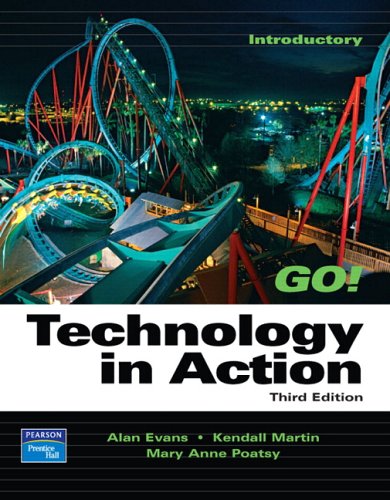 Introductory
GO!
Technology
in Action
Third Edition
PEARSON
Prentice
Hall
Alan Evans • Kendall Martin
Mary Anne Poatsy